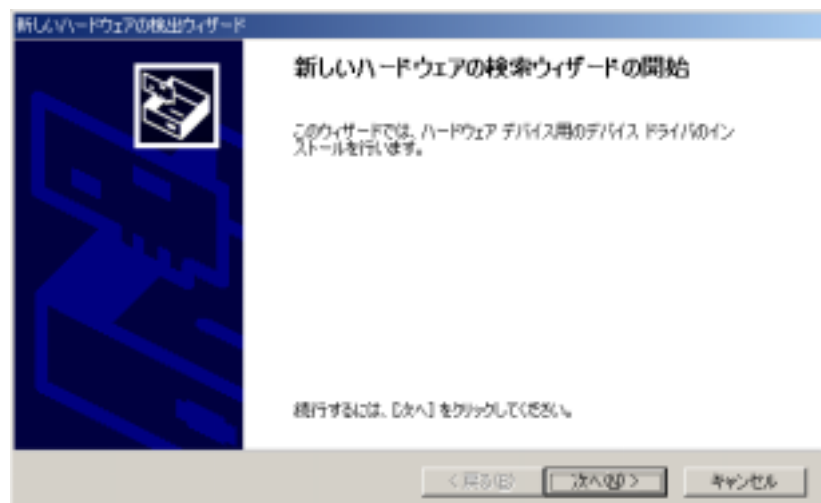 新しいハードウェアの検出ウィザード
新しいハードウェアの検索ウィザードの開始
このウィザードでは、ハードウェア デバイス用のデバイス ドライバのイン
ストールを行います。
続行するには、[次へ] をクリックしてください。
< 戻る(B) 次へ(N) > キャンセル